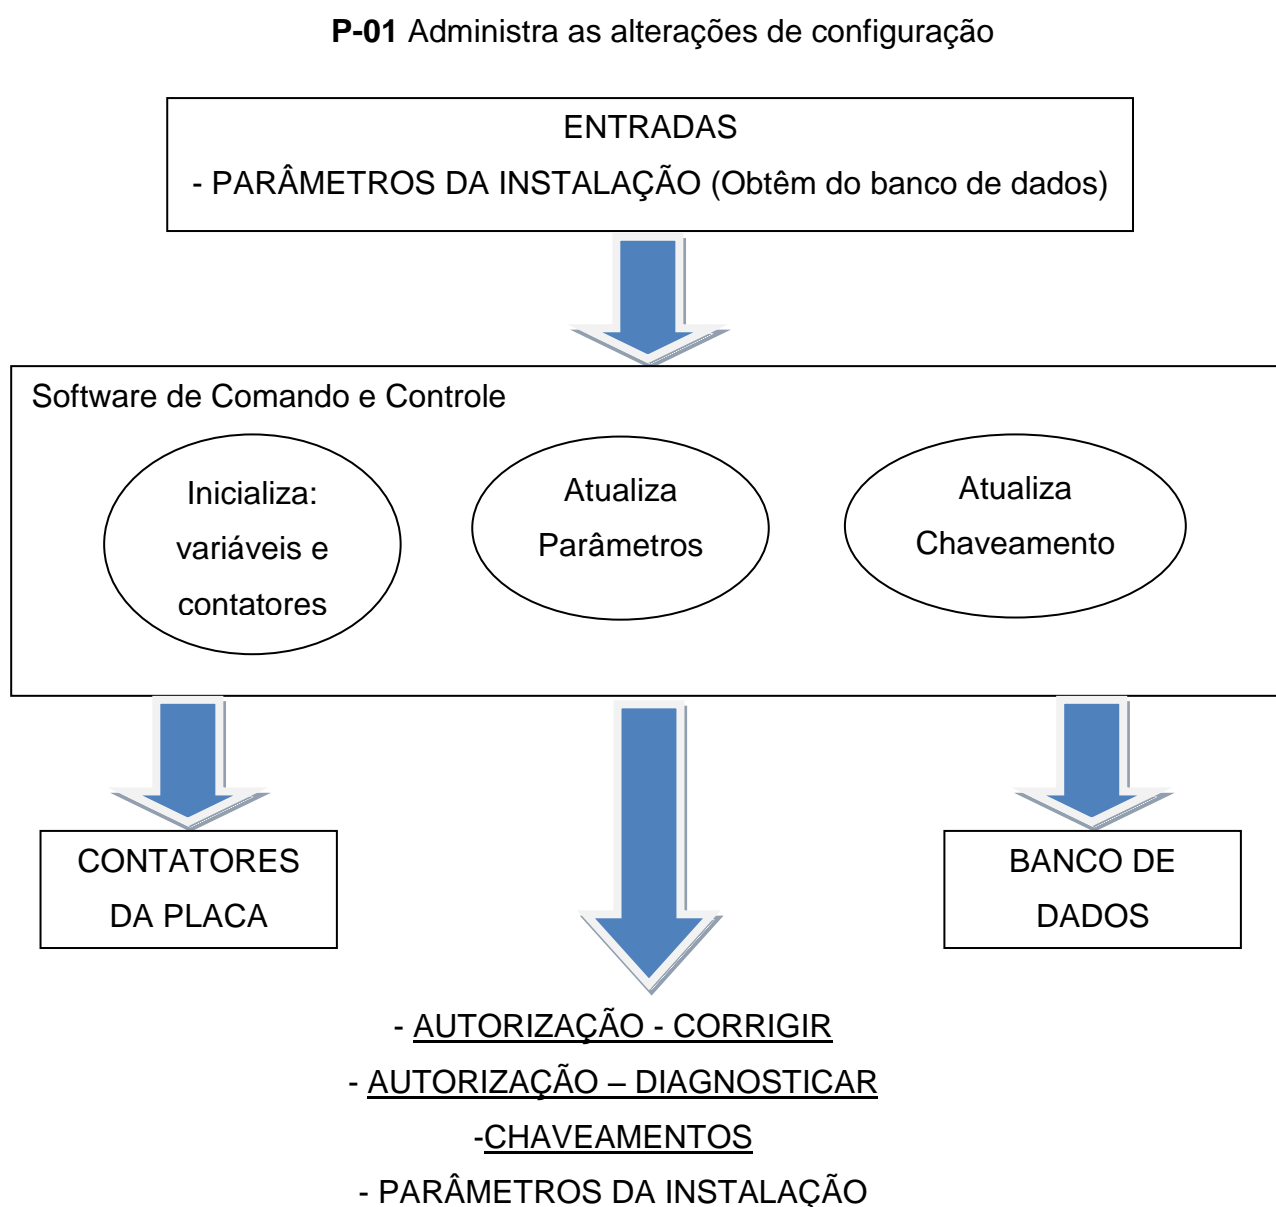 P-01 Administra as alterações de configuração
ENTRADAS
- PARÂMETROS DA INSTALAÇÃO (Obtêm do banco de dados)
Software de Comando e Controle
Inicializa:
variáveis e
contatores
Atualiza
Parâmetros
Atualiza
Chaveamento
CONTATORES
DA PLACA
BANCO DE
DADOS
- AUTORIZAÇÃO - CORRIGIR
- AUTORIZAÇÃO – DIAGNOSTICAR
-CHAVEAMENTOS
- PARÂMETROS DA INSTALAÇÃO